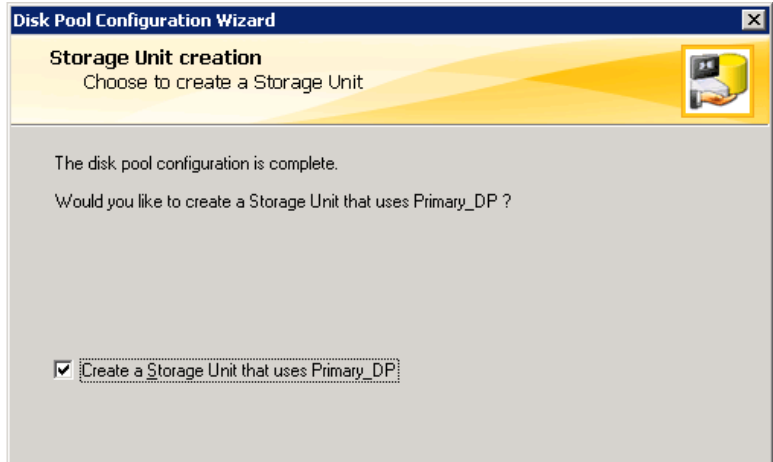 Disk Pool Configuration Wizard
Storage Unit creation
Choose to create a Storage Unit
The disk pool configuration is complete.
Would you like to create a Storage Unit that uses Primary_DP ?
Create a Storage Unit that uses Primary_DP